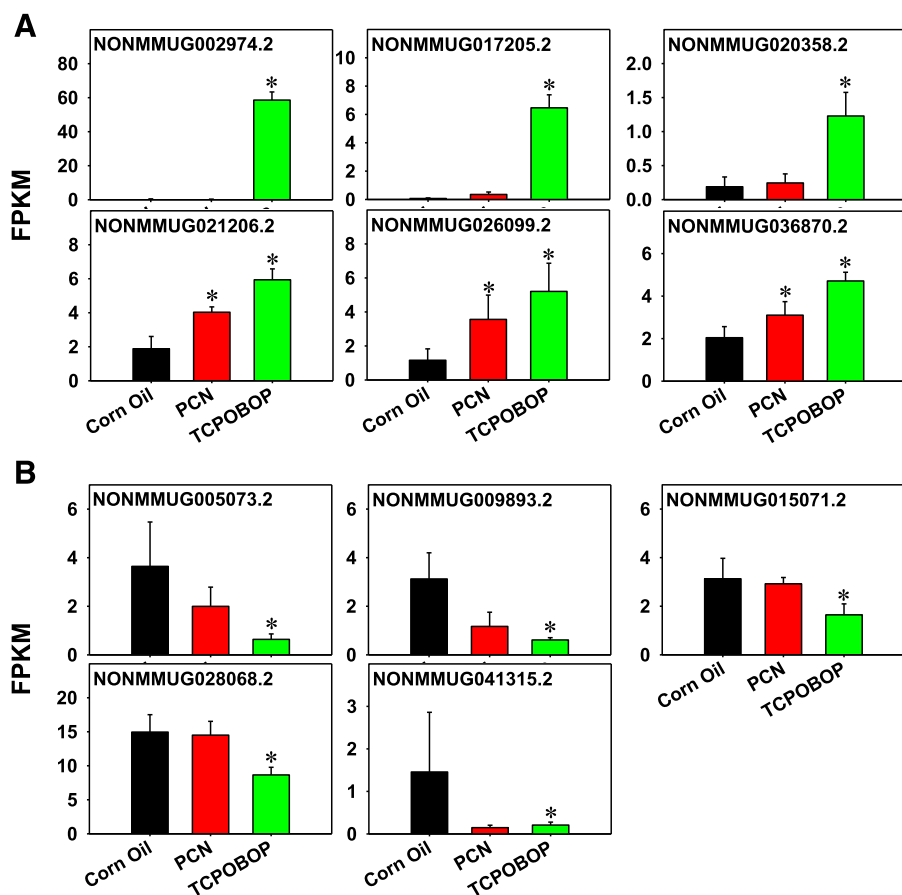 A
NONMMUG002974.2
80
60
40
20
0
NONMMUG017205.2
10
8
6
4
2
0
NONMMUG020358.2
2.0
1.5
1.0
0.5
0.0
*
*
*
FPKM
NONMMUG021206.2
8
6
4
2
0
NONMMUG026099.2
8
6
4
2
0
NONMMUG036870.2
6
4
2
0
* *
* *
* *
Corn Oil PCN TCPOBOP
Corn Oil PCN TCPOBOP
Corn Oil PCN TCPOBOP
B
NONMMUG005073.2
6
4
2
0
NONMMUG009893.2
6
4
2
0
NONMMUG015071.2
6
4
2
0
*
*
*
Corn Oil PCN TCPOBOP
FPKM
NONMMUG028068.2
15
20
10
5
0
NONMMUG041315.2
3
2
1
0
*
*
Corn Oil PCN TCPOBOP
Corn Oil PCN TCPOBOP